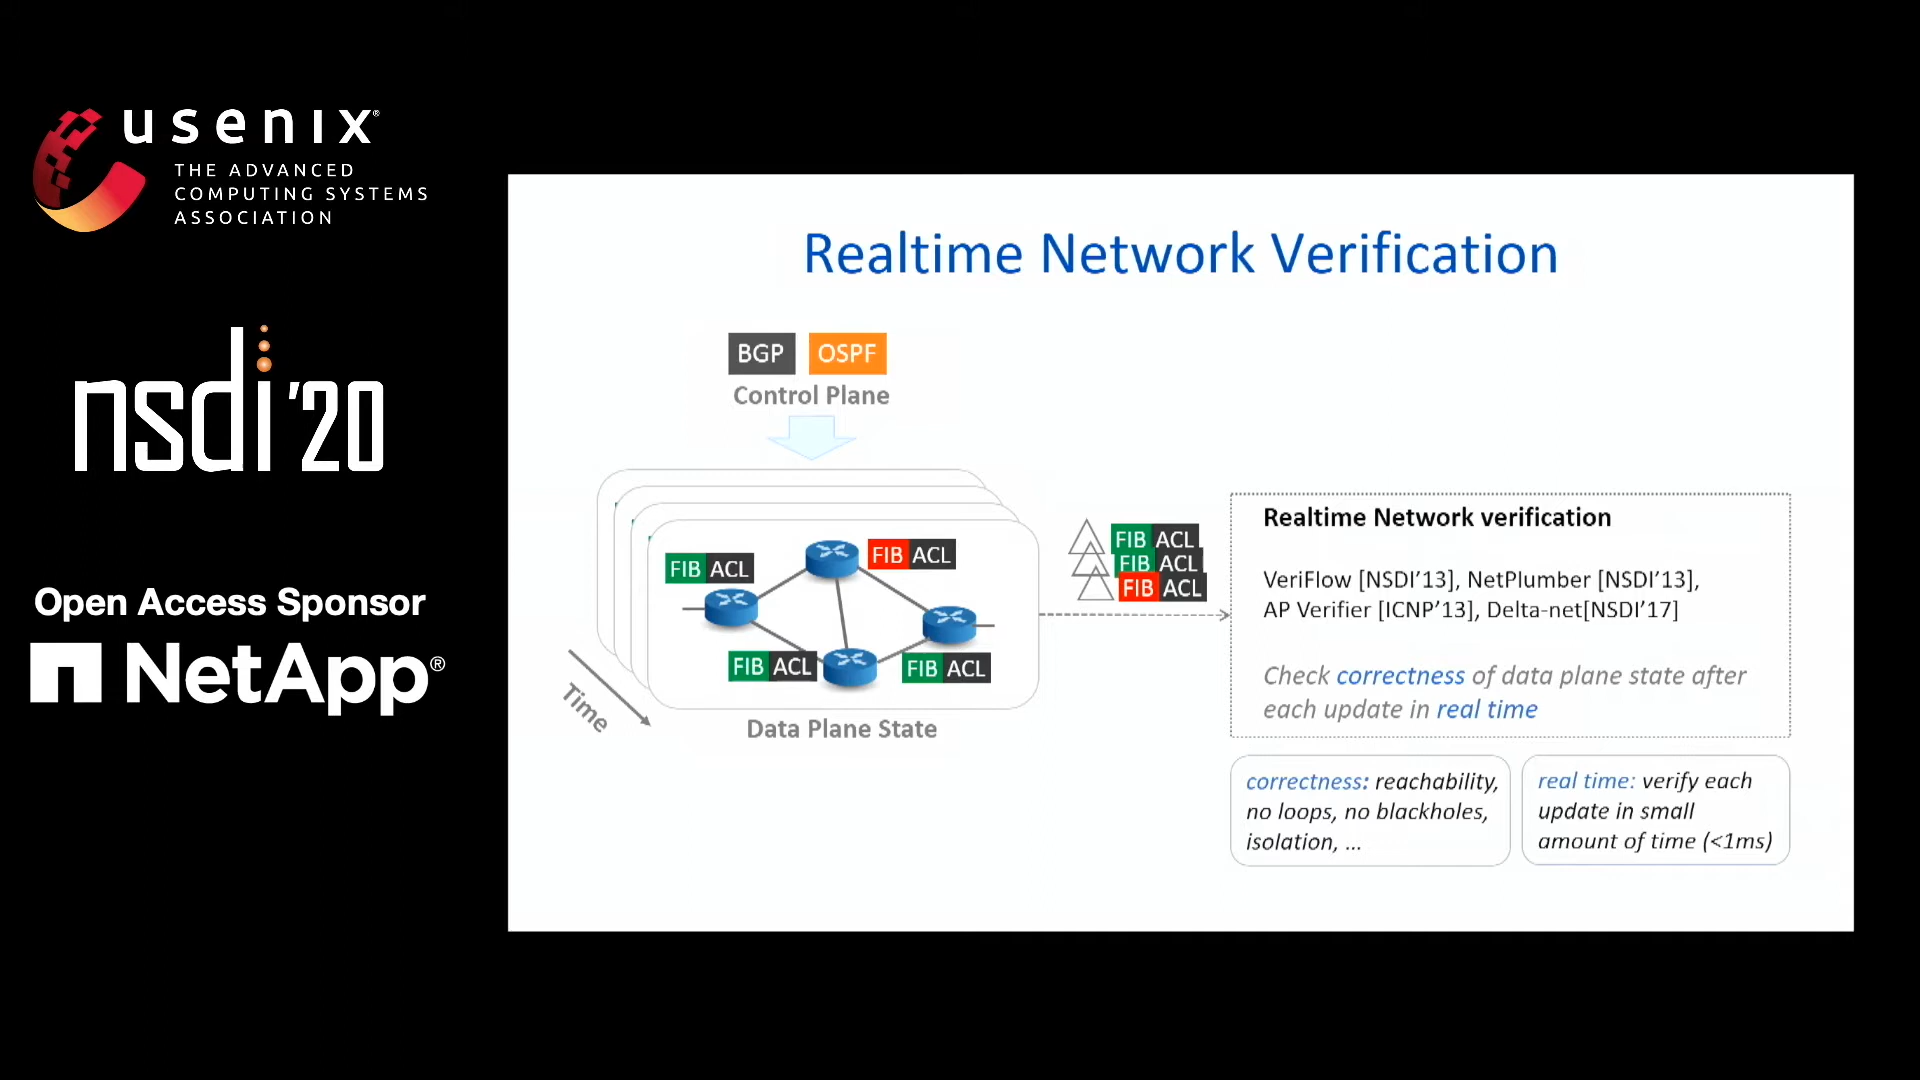 usenix®
THE ADVANCED
COMPUTING SYSTEMS
ASSOCIATION
nsdi '20
Open Access Sponsor
NetApp®
Realtime Network Verification
BGP OSPF
Control Plane
FIB ACL
FIB ACL
FIB ACL
FIB ACL
Time
Data Plane State
FIB ACL
FIB ACL
FIB ACL
Realtime Network verification
VeriFlow [NSDI’13], NetPlumber [NSDI’13],
AP Verifier [ICNP’13], Delta-net[NSDI’17]
Check correctness of data plane state after
each update in real time
correctness: reachability,
no loops, no blackholes,
isolation, ...
real time: verify each
update in small
amount of time (<1ms)